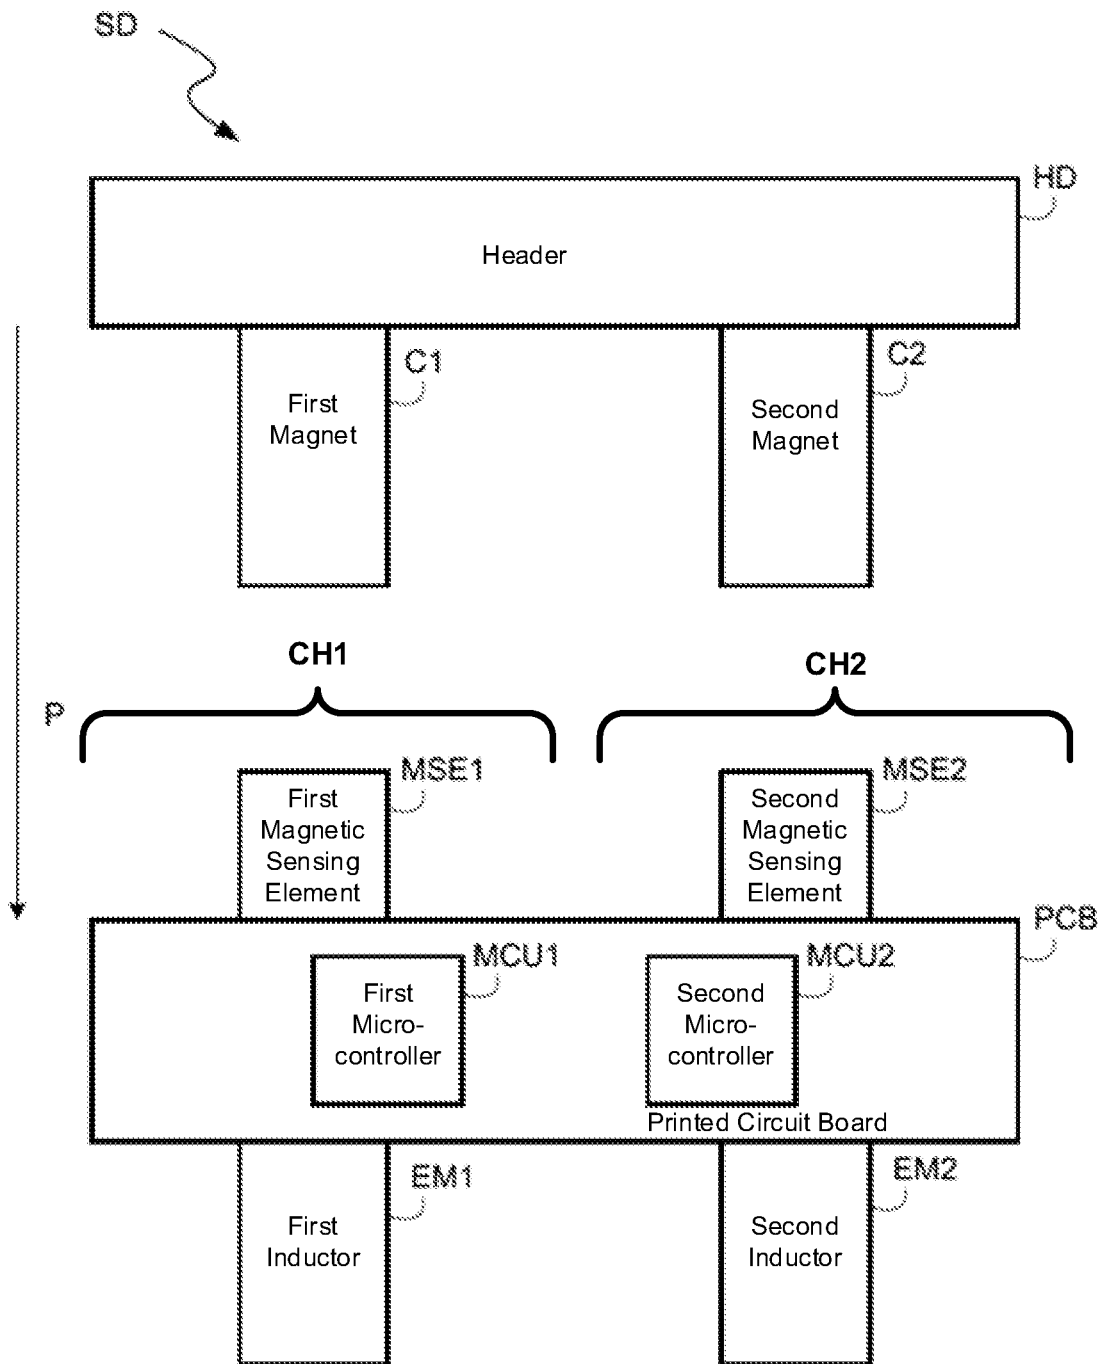 SD
HD
Header
C1
C2
First
Magnet
Second
Magnet
CH1
CH2
P
MSE1
MSE2
First
Magnetic
Sensing
Element
Second
Magnetic
Sensing
Element
PCB
MCU1
MCU2
First
Micro-
controller
Second
Micro-
controller
Printed Circuit Board
EM1
EM2
First
Inductor
Second
Inductor